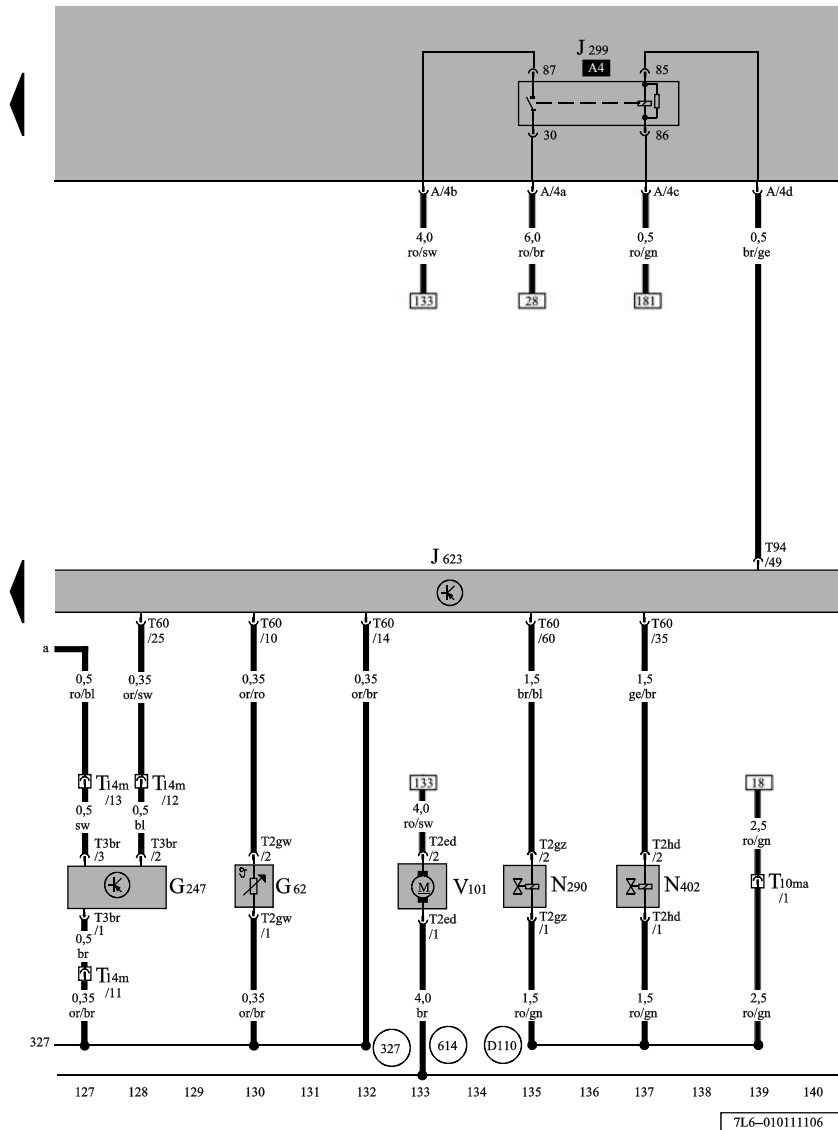 J 299
A4
87
85
30
86
A/4b
A/4a
A/4c
A/4d
4,0
ro/sw
6,0
ro/br
0,5
ro/gn
0,5
br/ge
133
28
181
T94
/49
J 623
T60
/25
T60
/10
T60
/14
T60
/60
T60
/35
a
0,5
ro/bl
0,35
or/sw
0,35
or/ro
0,35
or/br
1,5
br/bl
1,5
ge/br
T14m
/13
T14m
/12
133
18
0,5
sw
0,5
bl
4,0
ro/sw
2,5
ro/gn
T3br
/3
T3br
/2
T2gw
/2
T2ed
/2
T2gz
/2
T2hd
/2
G247
ϑ
G62
M
V101
N290
N402
T10ma
/1
T3br
/1
T2gw
/1
T2ed
/1
T2gz
/1
T2hd
/1
0,5
br
T14m
/11
0,35
or/br
0,35
or/br
4,0
br
1,5
ro/gn
1,5
ro/gn
2,5
ro/gn
327
327
614
D110
127 128 129 130 131 132 133 134 135 136 137 138 139 140
7L6–010111106